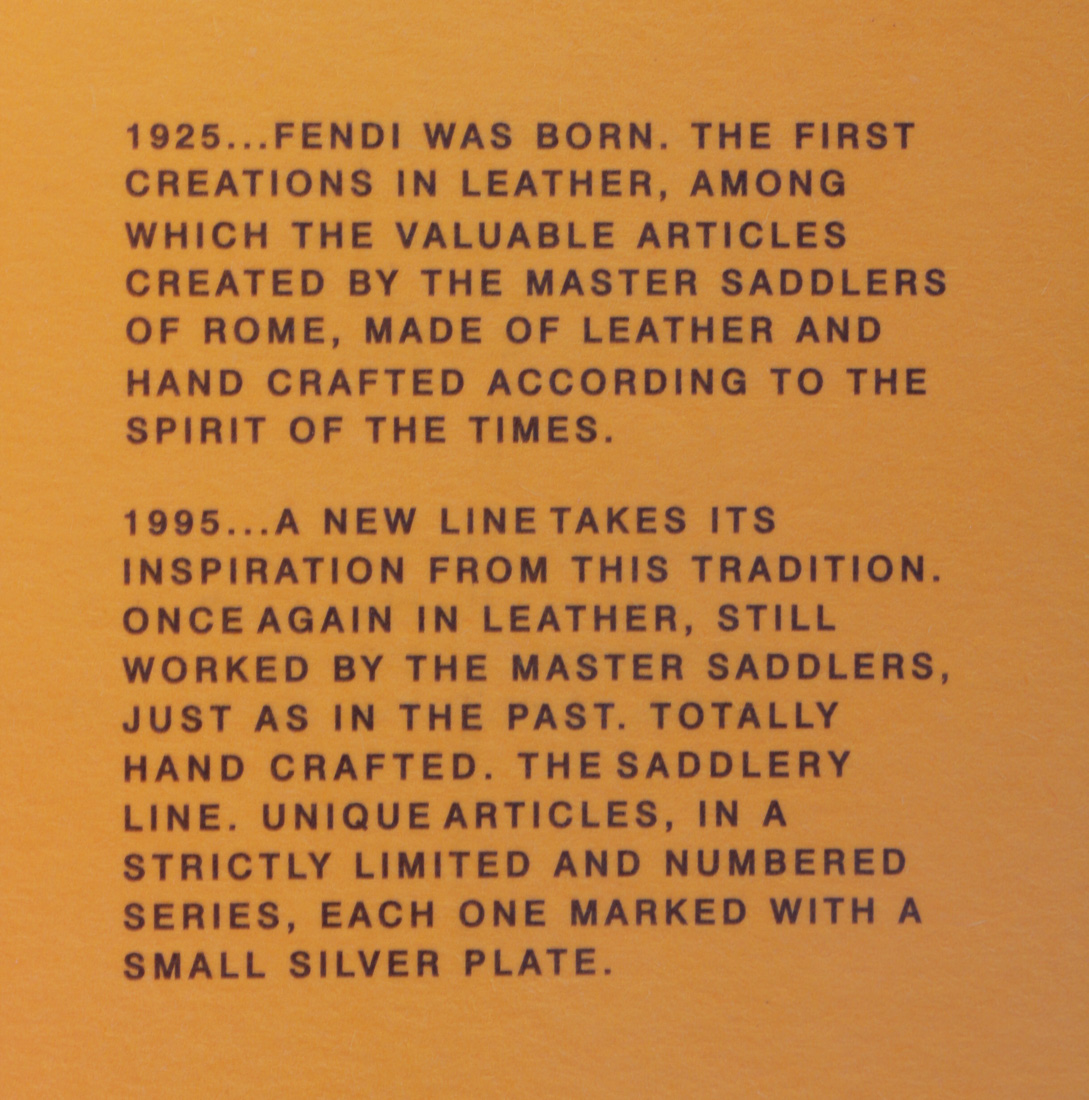 1925...FENDI WAS BORN. THE FIRST
CREATIONS IN LEATHER, AMONG
WHICH THE VALUABLE ARTICLES
CREATED BY THE MASTER SADDLERS
OF ROME, MADE OF LEATHER AND
HAND CRAFTED ACCORDING TO THE
SPIRIT OF THE TIMES.
1995...A NEW LINE TAKES ITS
INSPIRATION FROM THIS TRADITION.
ONCE AGAIN IN LEATHER, STILL
WORKED BY THE MASTER SADDLERS,
JUST AS IN THE PAST. TOTALLY
HAND CRAFTED. THE SADDLERY
LINE. UNIQUE ARTICLES, IN A
STRICTLY LIMITED AND NUMBERED
SERIES, EACH ONE MARKED WITH A
SMALL SILVER PLATE.